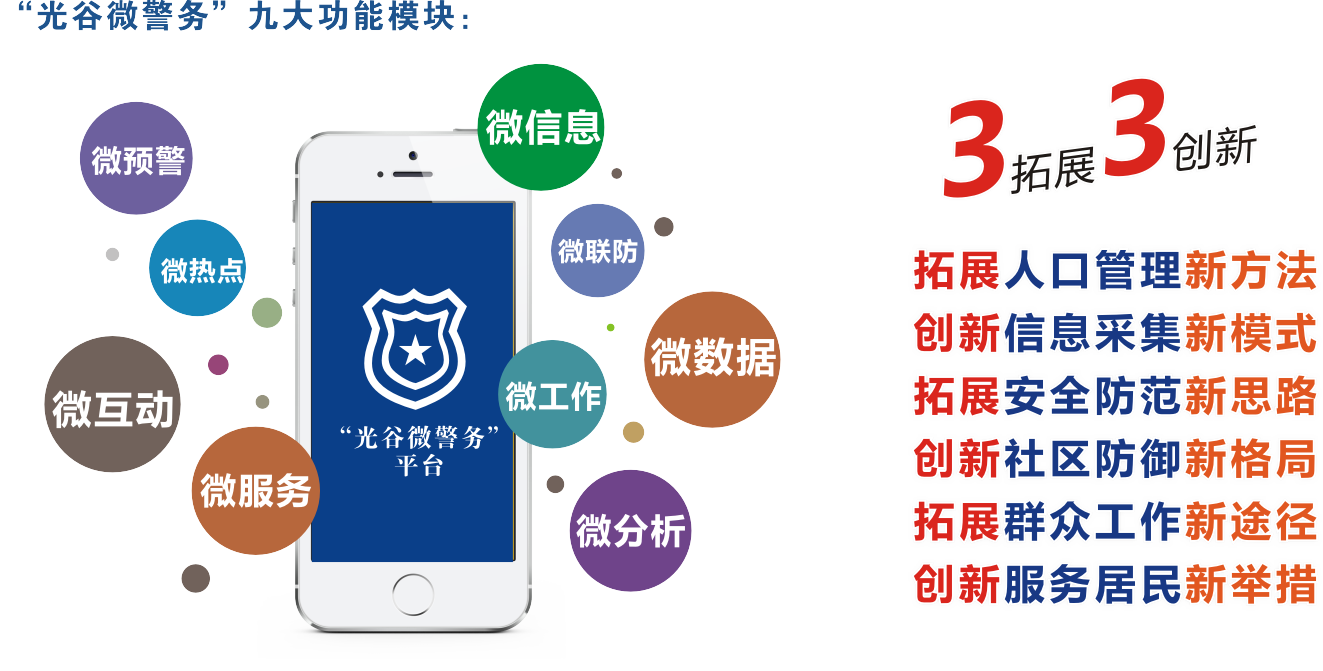 “光谷微警务”九大功能模块：
微预警
微信息
微热点
微联防
微互动
微数据
微工作
微服务
微分析
“光谷微警务”
平台
3拓展3创新
拓展人口管理新方法
创新信息采集新模式
拓展安全防范新思路
创新社区防御新格局
拓展群众工作新途径
创新服务居民新举措